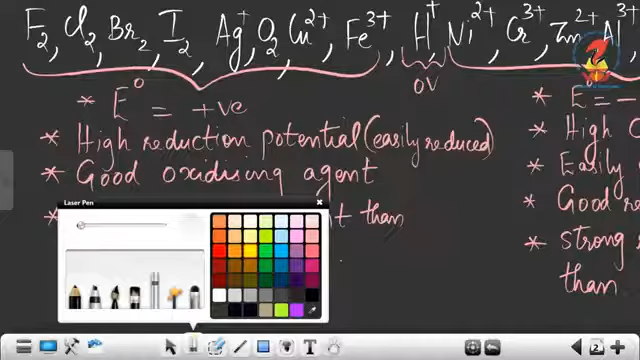 F₂, Cl₂, Br₂, I₂, Ag⁺, O₂, Cu²⁺, Fe³⁺, H⁺, Ni²⁺, Cr³⁺, Zn²⁺, Al³⁺,
0V
* E° = +ve
* E° = -
* High reduction potential (easily reduced)
* High
* Good oxidising agent
* Easily
* Good re
than
* strong
than
Laser Pen
T
2